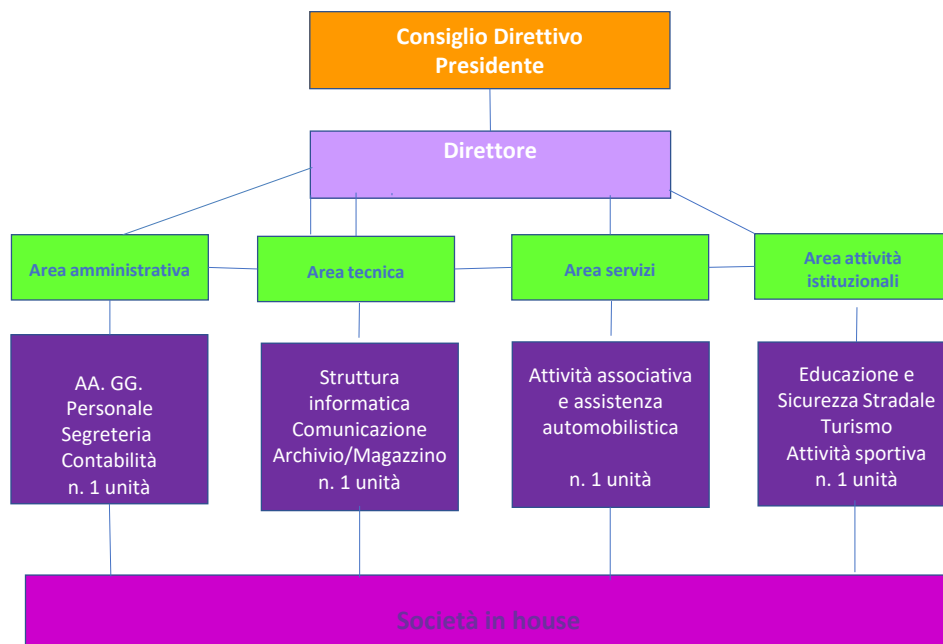 Consiglio Direttivo
Presidente
Direttore
Area amministrativa
Area tecnica
Area servizi
Area attività
istituzionali
AA. GG.
Personale
Segreteria
Contabilità
n. 1 unità
Struttura
informatica
Comunicazione
Archivio/Magazzino
n. 1 unità
Attività associativa
e assistenza
automobilistica
n. 1 unità
Educazione e
Sicurezza Stradale
Turismo
Attività sportiva
n. 1 unità
Società in house